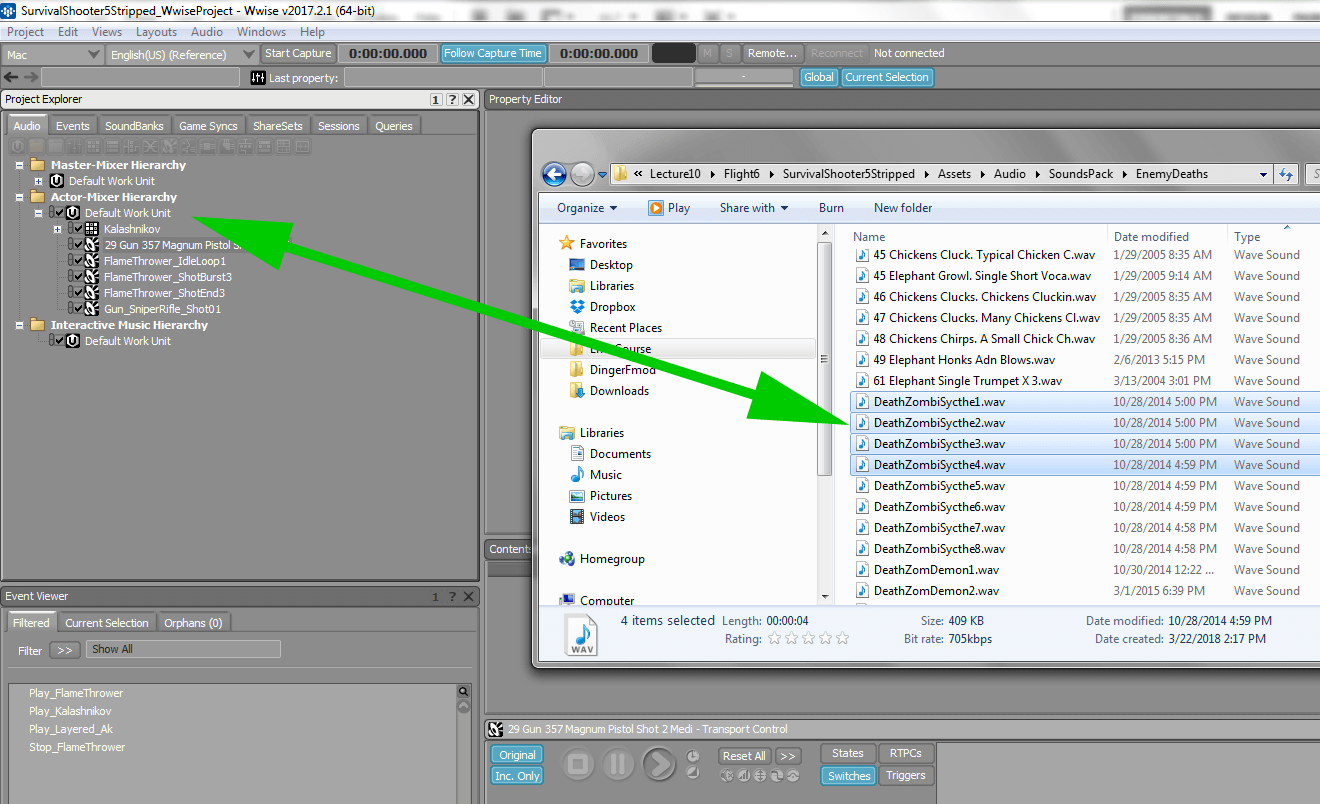 SurvivalShooter5Stripped_WwiseProject - Wwise v2017.2.1 (64-bit)
Project Edit Views Layouts Audio Windows Help
Mac English(US) (Reference) Start Capture 0:00:00.000 Follow Capture Time 0:00:00.000 M S Remote... Reconnect Not connected
Last property: - Global Current Selection
Project Explorer 1 ? X
Audio Events SoundBanks Game Syncs ShareSets Sessions Queries
Master-Mixer Hierarchy
Default Work Unit
Actor-Mixer Hierarchy
Default Work Unit
Kalashnikov
29 Gun 357 Magnum Pistol
FlameThrower_IdleLoop1
FlameThrower_ShotBurst3
FlameThrower_ShotEnd3
Gun_SniperRifle_Shot01
Interactive Music Hierarchy
Default Work Unit
Event Viewer 1 ? X
Filtered Current Selection Orphans (0)
Filter >> Show All
Play_FlameThrower
Play_Kalashnikov
Play_Layered_Ak
Stop_FlameThrower
Property Editor
« Lecture10 Flight6 SurvivalShooter5Stripped Assets Audio SoundsPack EnemyDeaths
Organize Play Share with Burn New folder
Favorites
Desktop
Libraries
Dropbox
Recent Places
DingerFmod
Downloads
Libraries
Documents
Music
Pictures
Videos
Homegroup
Computer
Name Date modified Type
45 Chickens Cluck. Typical Chicken C.wav 1/29/2005 8:35 AM Wave Sound
45 Elephant Growl. Single Short Voca.wav 1/29/2005 9:14 AM Wave Sound
46 Chickens Clucks. Chickens Cluckin.wav 1/29/2005 8:35 AM Wave Sound
47 Chickens Clucks. Many Chickens Cl.wav 1/29/2005 8:35 AM Wave Sound
48 Chickens Chirps. A Small Chick Ch.wav 1/29/2005 8:36 AM Wave Sound
49 Elephant Honks Adn Blows.wav 2/6/2013 5:15 PM Wave Sound
61 Elephant Single Trumpet X 3.wav 3/13/2004 3:01 PM Wave Sound
DeathZombiSycthe1.wav 10/28/2014 5:00 PM Wave Sound
DeathZombiSycthe2.wav 10/28/2014 5:00 PM Wave Sound
DeathZombiSycthe3.wav 10/28/2014 5:00 PM Wave Sound
DeathZombiSycthe4.wav 10/28/2014 4:59 PM Wave Sound
DeathZombiSycthe5.wav 10/28/2014 4:59 PM Wave Sound
DeathZombiSycthe6.wav 10/28/2014 4:59 PM Wave Sound
DeathZombiSycthe7.wav 10/28/2014 4:58 PM Wave Sound
DeathZombiSycthe8.wav 10/28/2014 4:58 PM Wave Sound
DeathZomDemon1.wav 10/30/2014 12:22 ... Wave Sound
DeathZomDemon2.wav 3/1/2015 6:39 PM Wave Sound
WAV
4 items selected Length: 00:00:04 Size: 409 KB Date modified: 10/28/2014 4:59 PM
Rating: Bit rate: 705kbps Date created: 3/22/2018 2:17 PM
Contents
29 Gun 357 Magnum Pistol Shot 2 Medi - Transport Control
Original Reset All >> States RTPCs
Inc. Only Switches Triggers